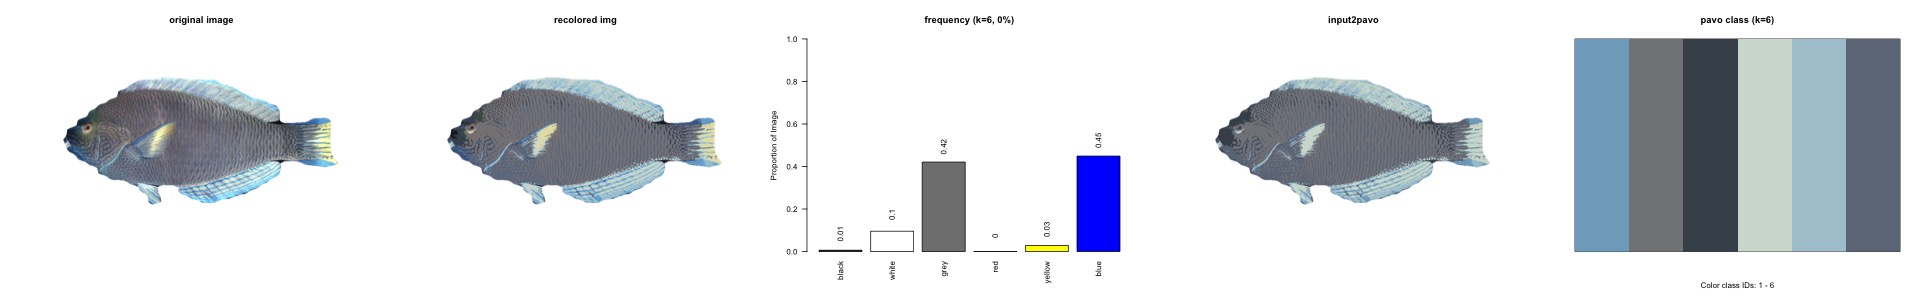 original image
recolored img
frequency (k=6, 0%)
input2pavo
pavo class (k=6)
Proportion of Image
1.0
0.8
0.6
0.4
0.2
0.0
0.01
0.1
0.42
0
0.03
0.45
black
white
grey
red
yellow
blue
Color class IDs: 1 - 6